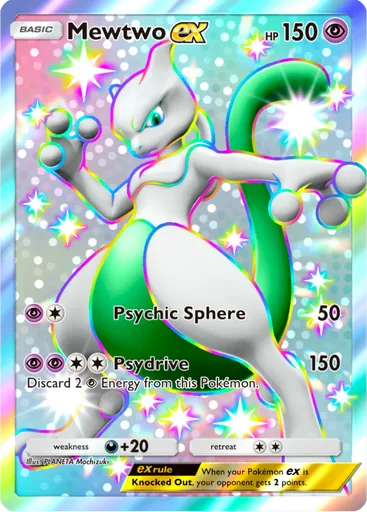 BASIC Mewtwo ex HP 150
Psychic Sphere 50
Psydrive 150
Discard 2 Energy from this Pokémon.
weakness +20 retreat
Illus. PLANETA Mochizuki
ex rule When your Pokémon ex is
Knocked Out, your opponent gets 2 points.